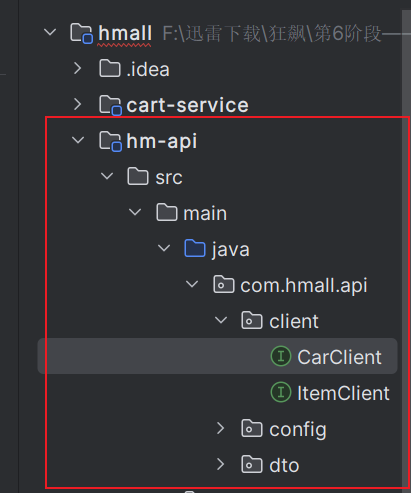 hmall F:\迅雷下载\狂飙\第6阶段—
.idea
cart-service
hm-api
src
main
java
com.hmall.api
client
CarClient
ItemClient
config
dto